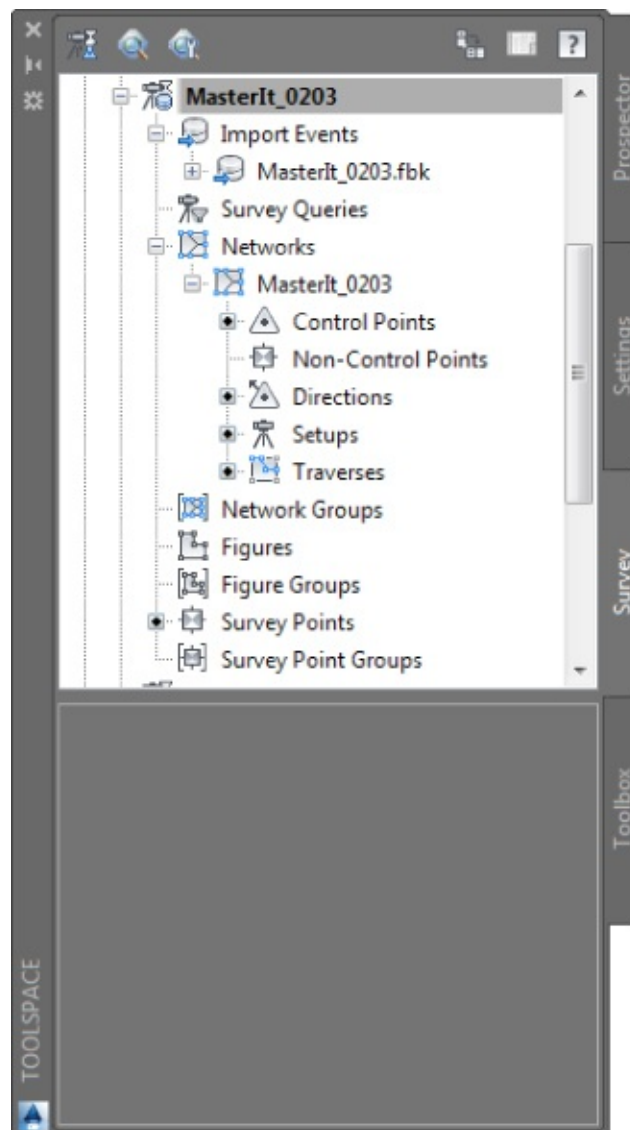 MasterIt_0203
Import Events
MasterIt_0203.fbk
Survey Queries
Networks
MasterIt_0203
Control Points
Non-Control Points
Directions
Setups
Traverses
Network Groups
Figures
Figure Groups
Survey Points
Survey Point Groups
Prospector
Settings
Survey
Toolbox
TOOLSPACE
?